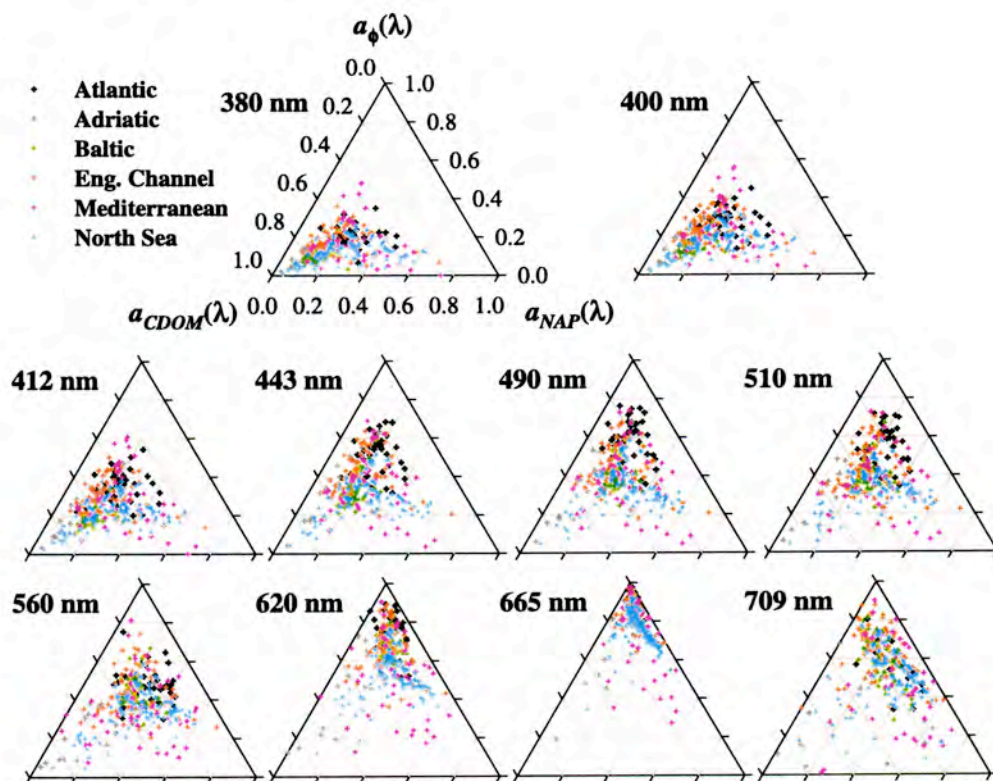 aϕ(λ)
Atlantic
Adriatic
Baltic
Eng. Channel
Mediterranean
North Sea
380 nm
0.0 1.0
0.2 0.8
0.4 0.6
0.6 0.4
0.8 0.2
1.0 0.0
0.0 0.2 0.4 0.6 0.8 1.0
aCDOM(λ) aNAP(λ)
400 nm
412 nm 443 nm 490 nm 510 nm
560 nm 620 nm 665 nm 709 nm